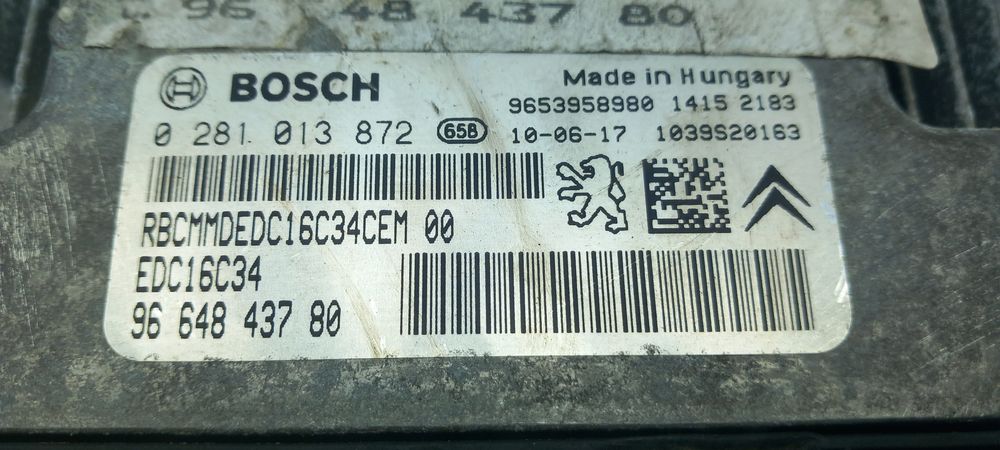 96 48 437 80
BOSCH
Made in Hungary
9653958980 1415 2183
0 281 013 872 65B 10-06-17 1039S20163
RBCMMDEDC16C34CEM 00
EDC16C34
96 648 437 80